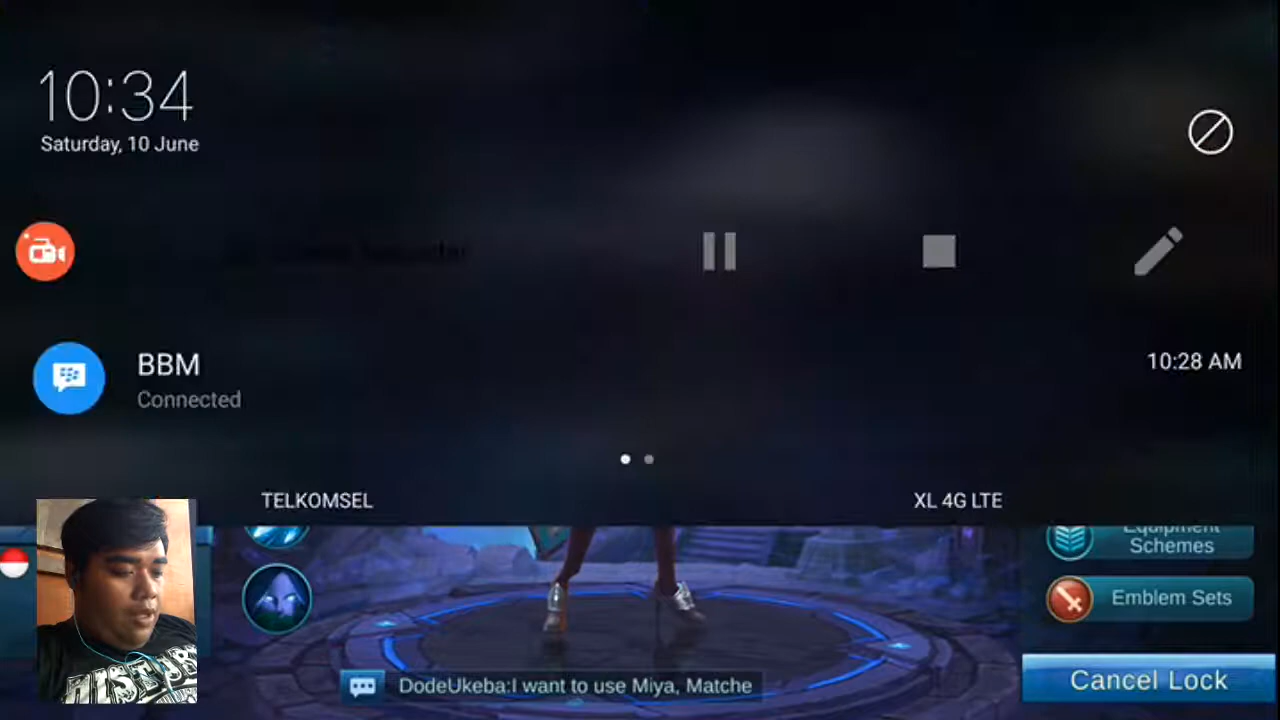 10:34
Saturday, 10 June
BBM
10:28 AM
Connected
TELKOMSEL
XL 4G LTE
Equipment
Schemes
Emblem Sets
DodeUkeba:I want to use Miya, Matche
Cancel Lock